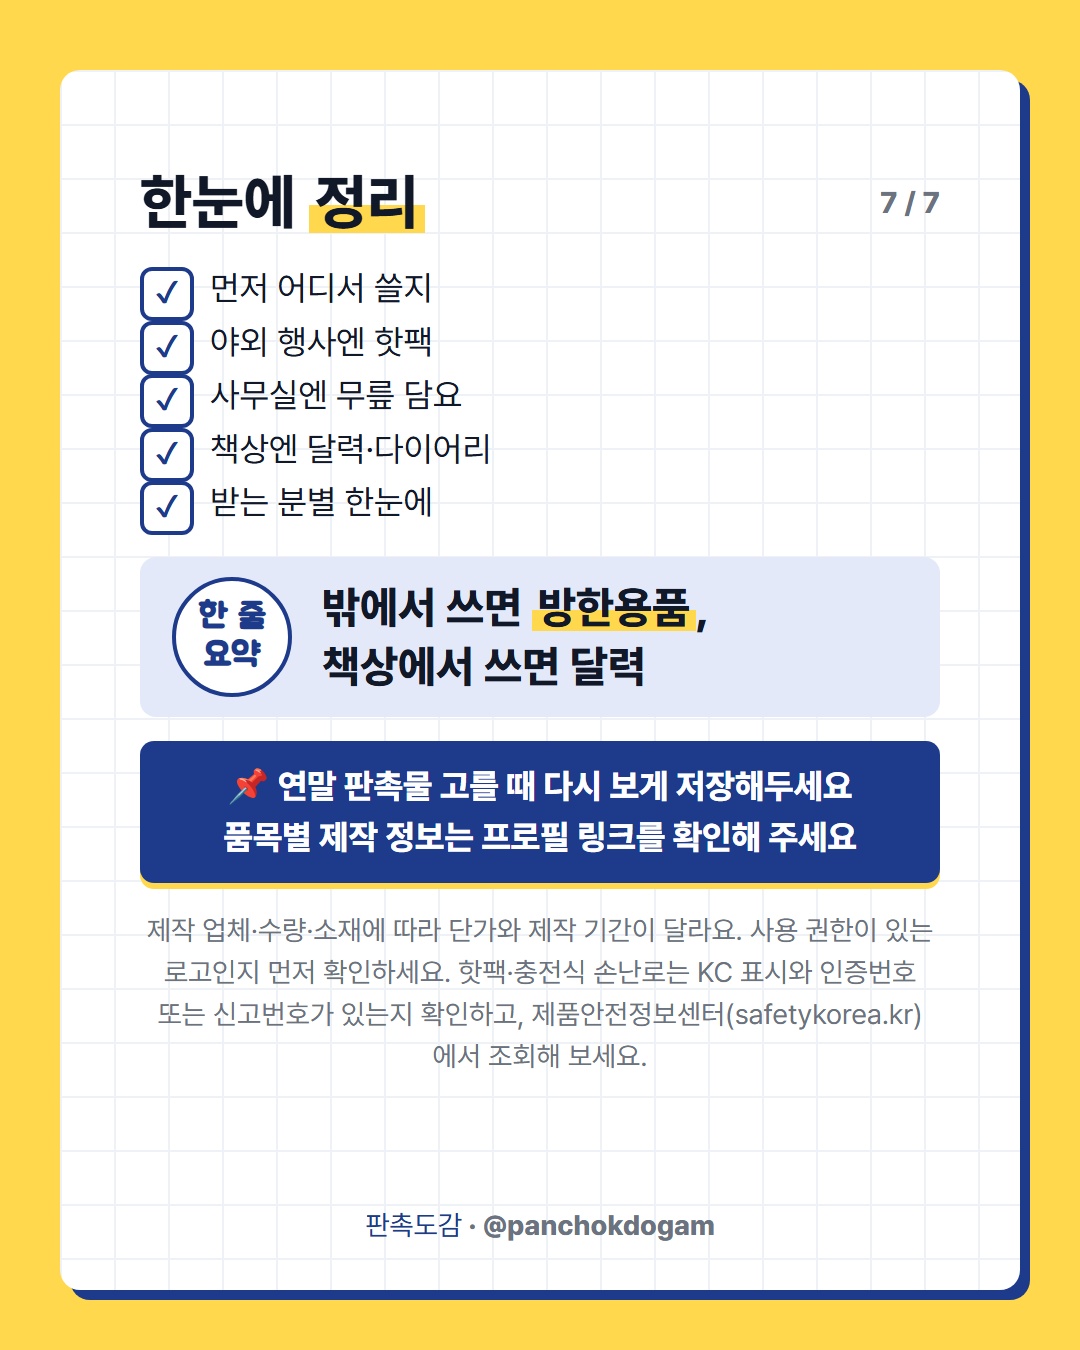 한눈에 정리
7 / 7
✓ 먼저 어디서 쓸지
✓ 야외 행사엔 핫팩
✓ 사무실엔 무릎 담요
✓ 책상엔 달력·다이어리
✓ 받는 분별 한눈에
한 줄
요약
밖에서 쓰면 방한용품,
책상에서 쓰면 달력
📌 연말 판촉물 고를 때 다시 보게 저장해두세요
품목별 제작 정보는 프로필 링크를 확인해 주세요
제작 업체·수량·소재에 따라 단가와 제작 기간이 달라요. 사용 권한이 있는
로고인지 먼저 확인하세요. 핫팩·충전식 손난로는 KC 표시와 인증번호
또는 신고번호가 있는지 확인하고, 제품안전정보센터(safetykorea.kr)
에서 조회해 보세요.
판촉도감 · @panchokdogam